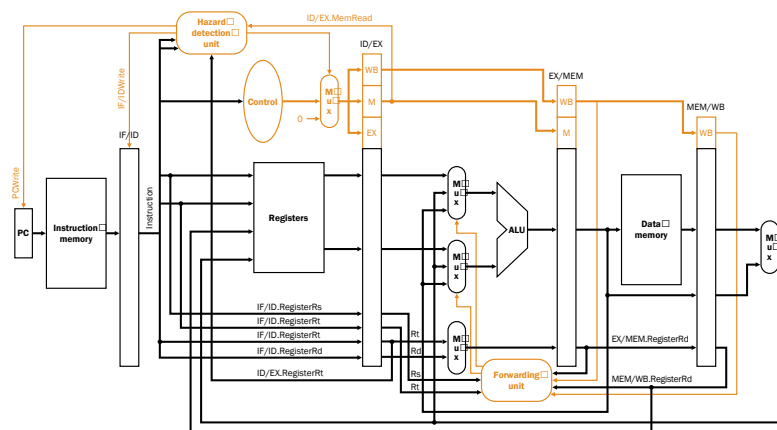 Hazard
detection
unit
ID/EX.MemRead
ID/EX
EX/MEM
MEM/WB
IF/IDWrite
PCWrite
IF/ID
Control
0
M
u
x
WB
M
EX
WB
M
WB
PC
Instruction
memory
Instruction
Registers
M
u
x
M
u
x
ALU
Data
memory
M
u
x
IF/ID.RegisterRs
IF/ID.RegisterRt
IF/ID.RegisterRt
IF/ID.RegisterRd
ID/EX.RegisterRt
Rt
Rd
Rs
Rt
M
u
x
Forwarding
unit
EX/MEM.RegisterRd
MEM/WB.RegisterRd